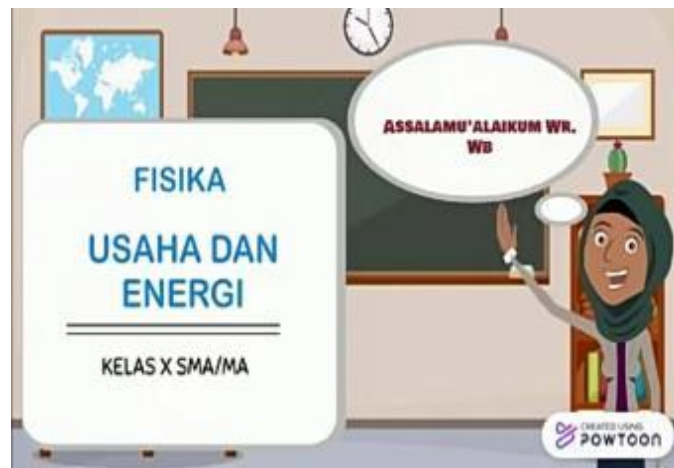 FISIKA
USAHA DAN
ENERGI
KELAS X SMA/MA
ASSALAMU'ALAIKUM WR.
WB
CREATED USING
POWTOON